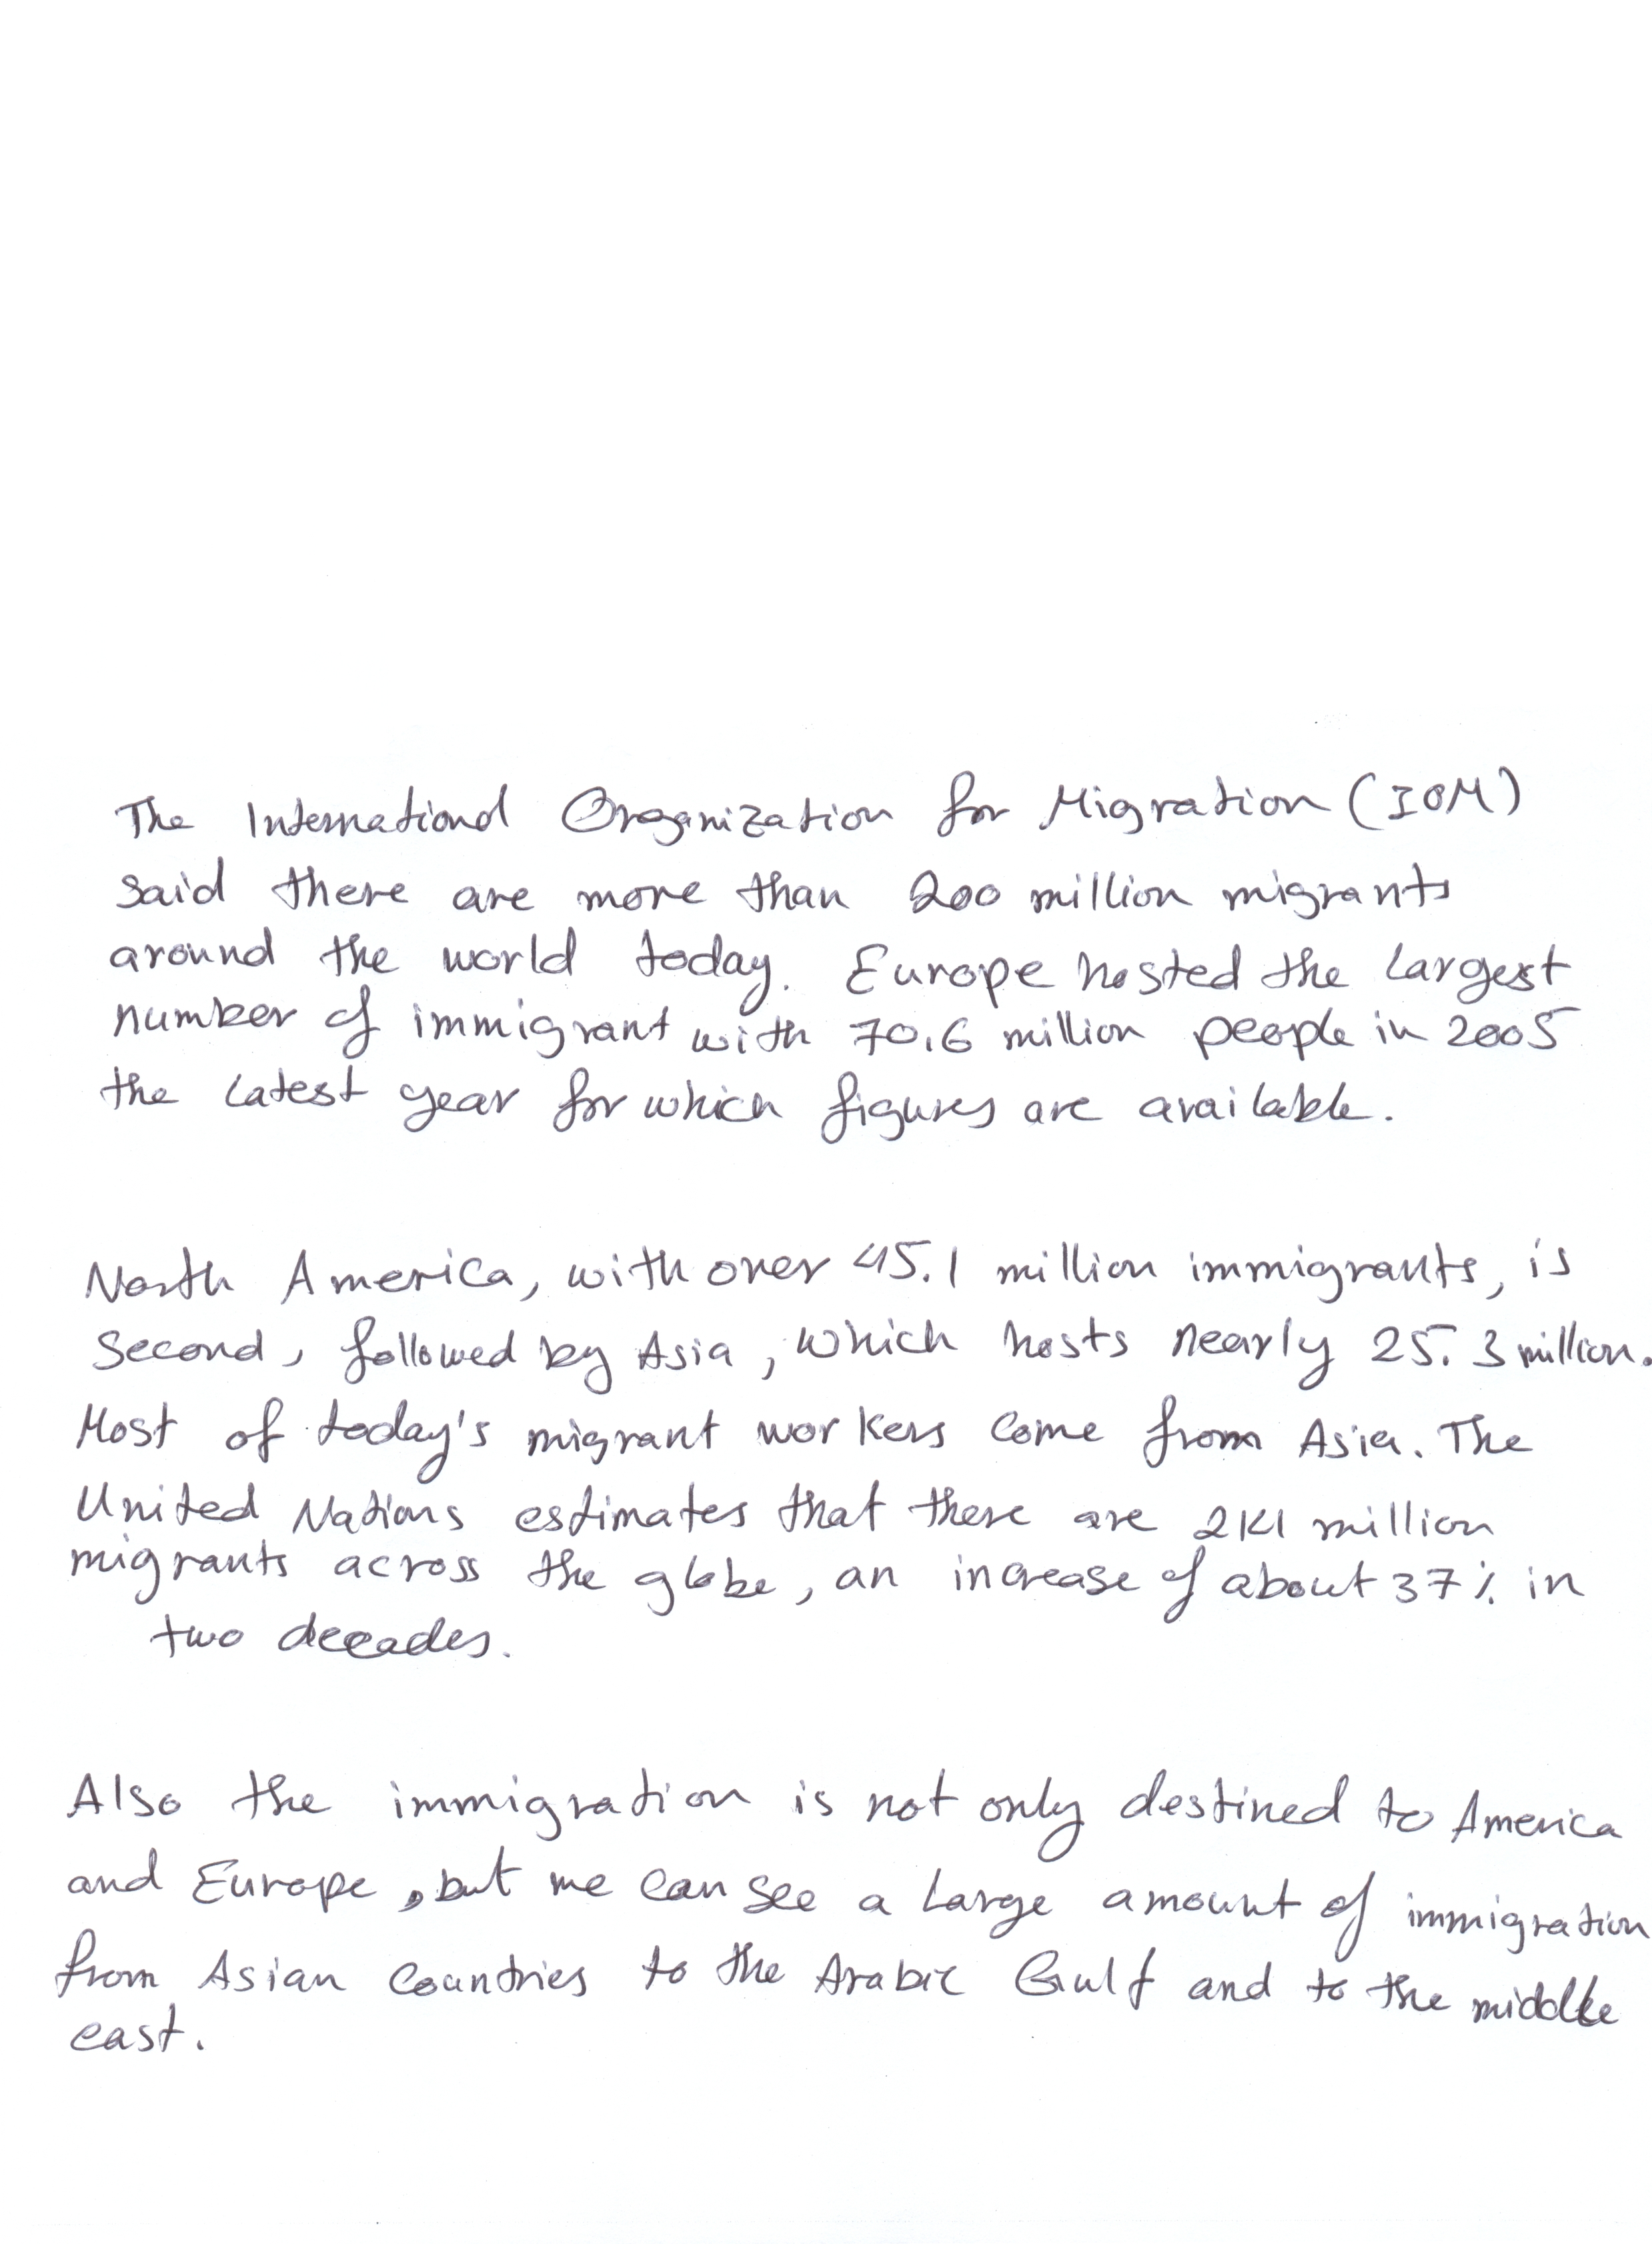 The International Organization for Migration (IOM)
said there are more than 200 million migrants
around the world today. Europe hosted the largest
number of immigrant with 70.6 million people in 2005
the latest year for which figures are available.
North America, with over 45.1 million immigrants, is
second, followed by Asia, which hosts nearly 25.3 million.
Most of today's migrant workers come from Asia. The
United Nations estimates that there are million
migrants across the globe, an increase of about 37% in
two decades.
Also the immigration is not only destined to America
and Europe, but we can see a large amount of immigration
from Asian countries to the Arabic Gulf and to the middle
east.